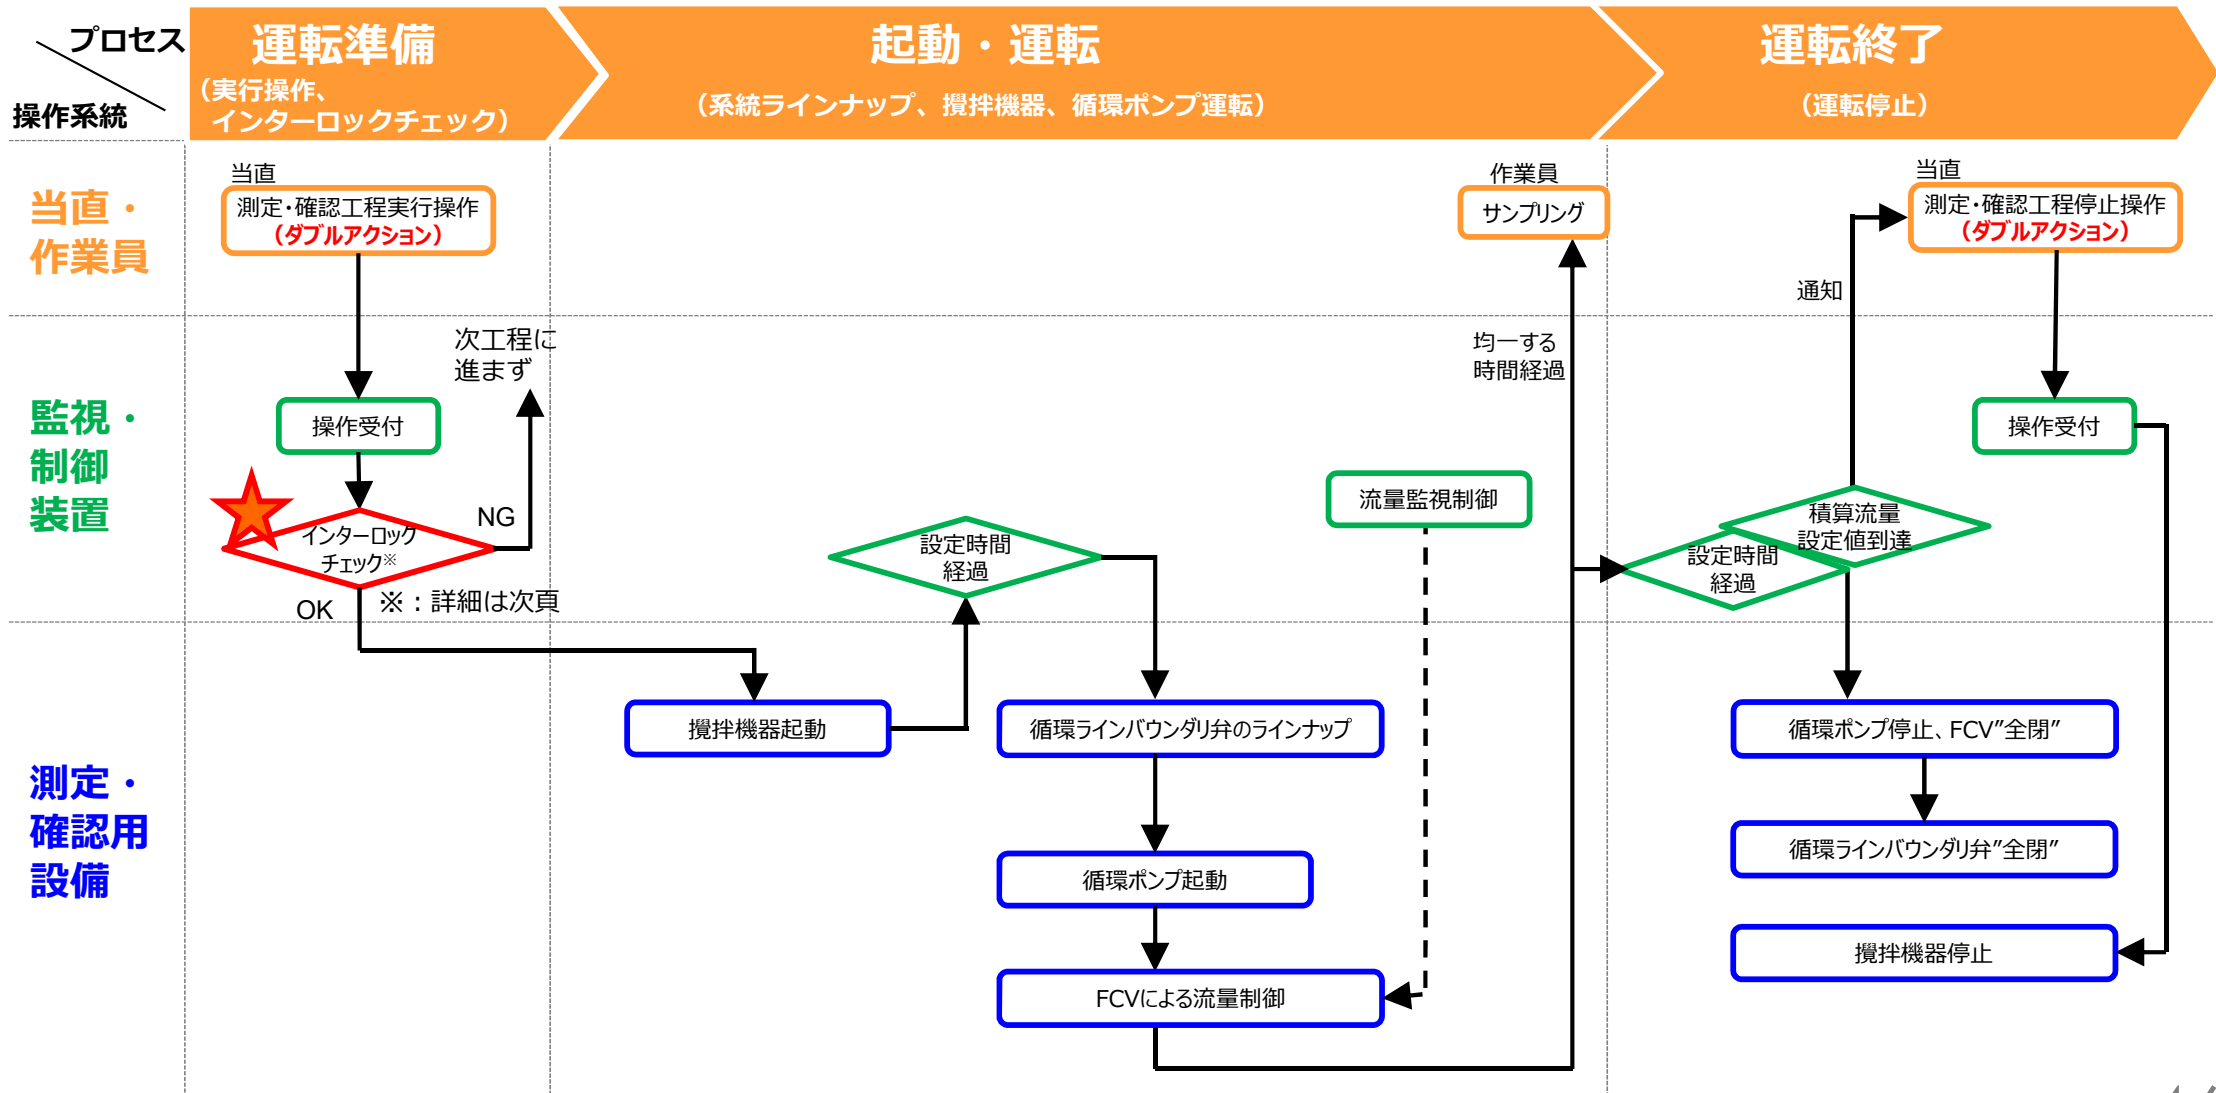 プロセス
操作系統
運転準備
（実行操作、
インターロックチェック）
起動・運転
（系統ラインナップ、攪拌機器、循環ポンプ運転）
運転終了
（運転停止）
当直・
作業員
当直
測定・確認工程実行操作
（ダブルアクション）
作業員
サンプリング
当直
測定・確認工程停止操作
（ダブルアクション）
通知
監視・
制御
装置
次工程に
進まず
操作受付
インターロック
チェック※
NG
OK
※：詳細は次頁
設定時間
経過
流量監視制御
均一する
時間経過
積算流量
設定値到達
設定時間
経過
操作受付
測定・
確認用
設備
攪拌機器起動
循環ラインバウンダリ弁のラインナップ
循環ポンプ起動
FCVによる流量制御
循環ポンプ停止、FCV”全閉”
循環ラインバウンダリ弁”全閉”
攪拌機器停止